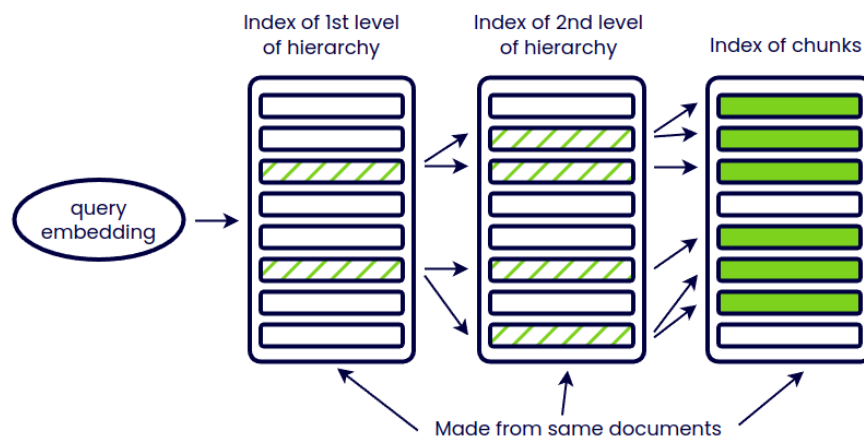 Index of 1st level
of hierarchy
Index of 2nd level
of hierarchy
Index of chunks
query
embedding
Made from same documents